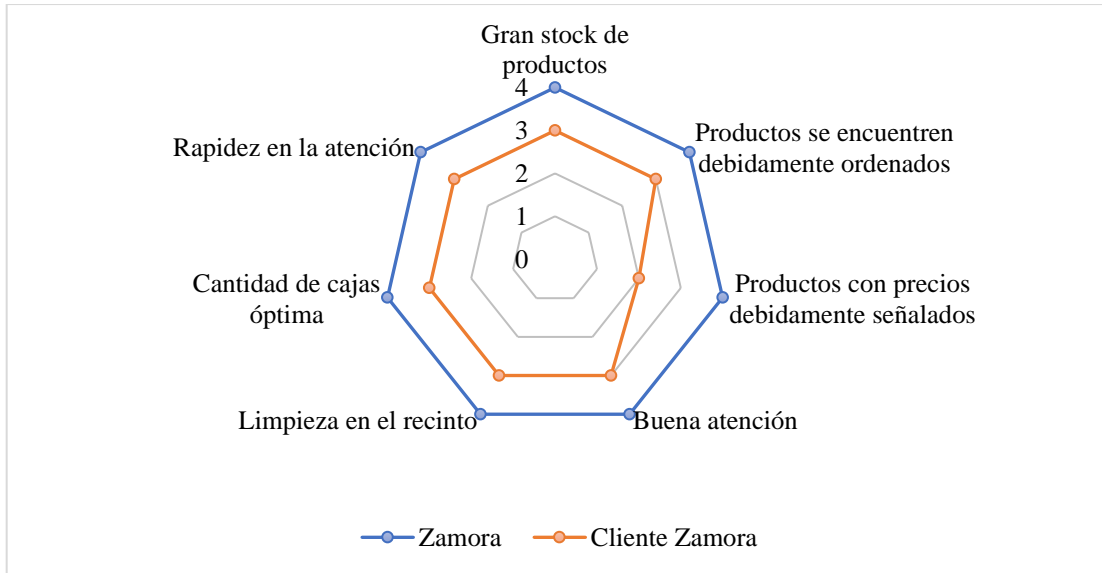 Gran stock de
productos
4
3
2
1
0
Productos se encuentren
debidamente ordenados
Productos con precios
debidamente señalados
Buena atención
Limpieza en el recinto
Cantidad de cajas
óptima
Rapidez en la atención
Zamora
Cliente Zamora